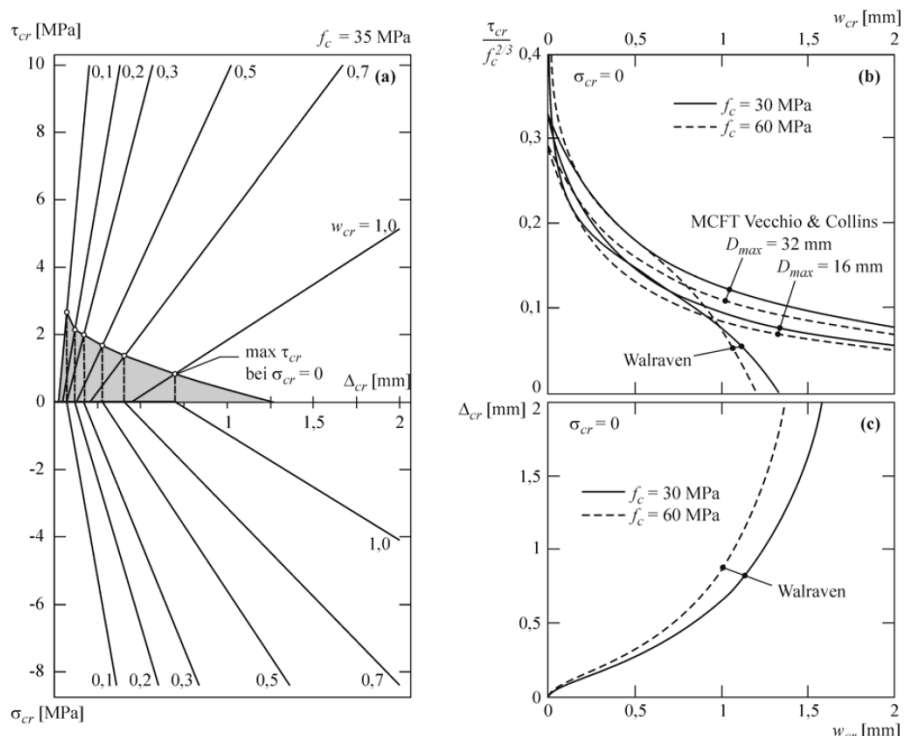 τcr [MPa]
fc = 35 MPa
10
0,1
0,2
0,3
0,5
0,7
(a)
8
6
wcr = 1,0
4
2
max τcr
bei σcr = 0
Δcr [mm]
0
1
1,5
2
-2
-4
1,0
-6
-8
0,1
0,2
0,3
0,5
0,7
σcr [MPa]
τcr
fc^2/3
wcr [mm]
0
0,5
1
1,5
2
0,4
σcr = 0
(b)
fc = 30 MPa
fc = 60 MPa
0,3
0,2
MCFT Vecchio & Collins
Dmax = 32 mm
Dmax = 16 mm
0,1
Walraven
0
Δcr [mm]
2
σcr = 0
(c)
1,5
fc = 30 MPa
fc = 60 MPa
1
Walraven
0,5
0
0,5
1
1,5
2
wcr [mm]